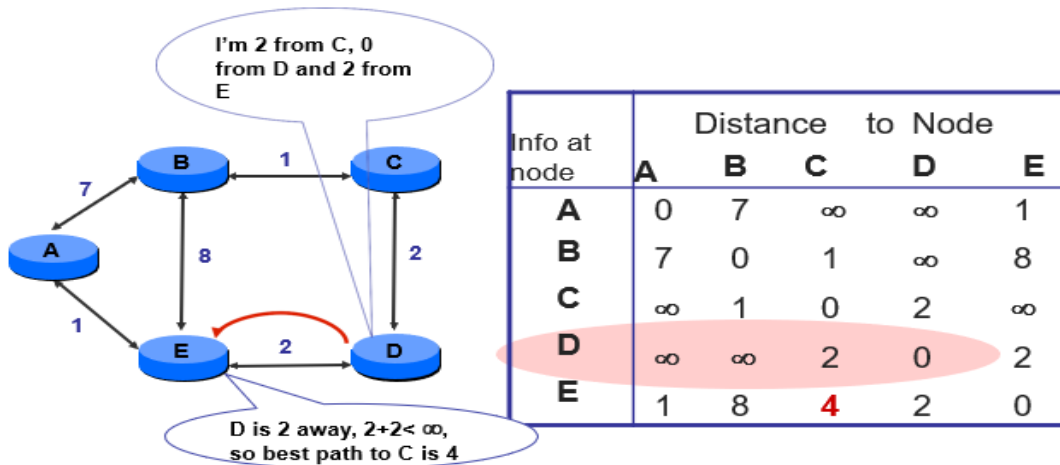 I'm 2 from C, 0
from D and 2 from
E
B
1
C
7
A
8
2
1
E
2
D
D is 2 away, 2+2< ∞,
so best path to C is 4
Info at
node
Distance to Node
A B C D E
A 0 7 ∞ ∞ 1
B 7 0 1 ∞ 8
C ∞ 1 0 2 ∞
D ∞ ∞ 2 0 2
E 1 8 4 2 0